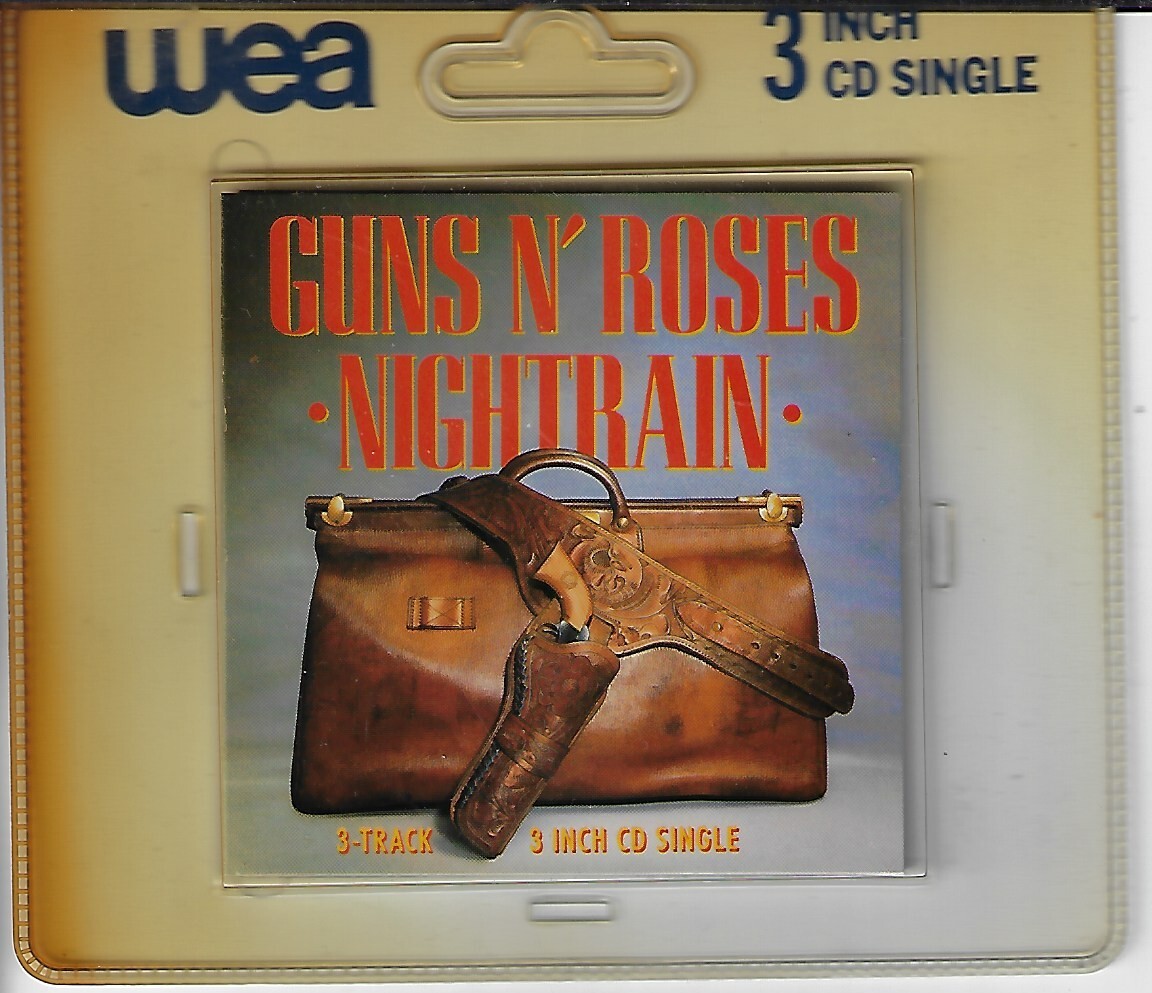 wea
3 INCH
CD SINGLE
GUNS N' ROSES
·NIGHTRAIN·
3-TRACK 3 INCH CD SINGLE